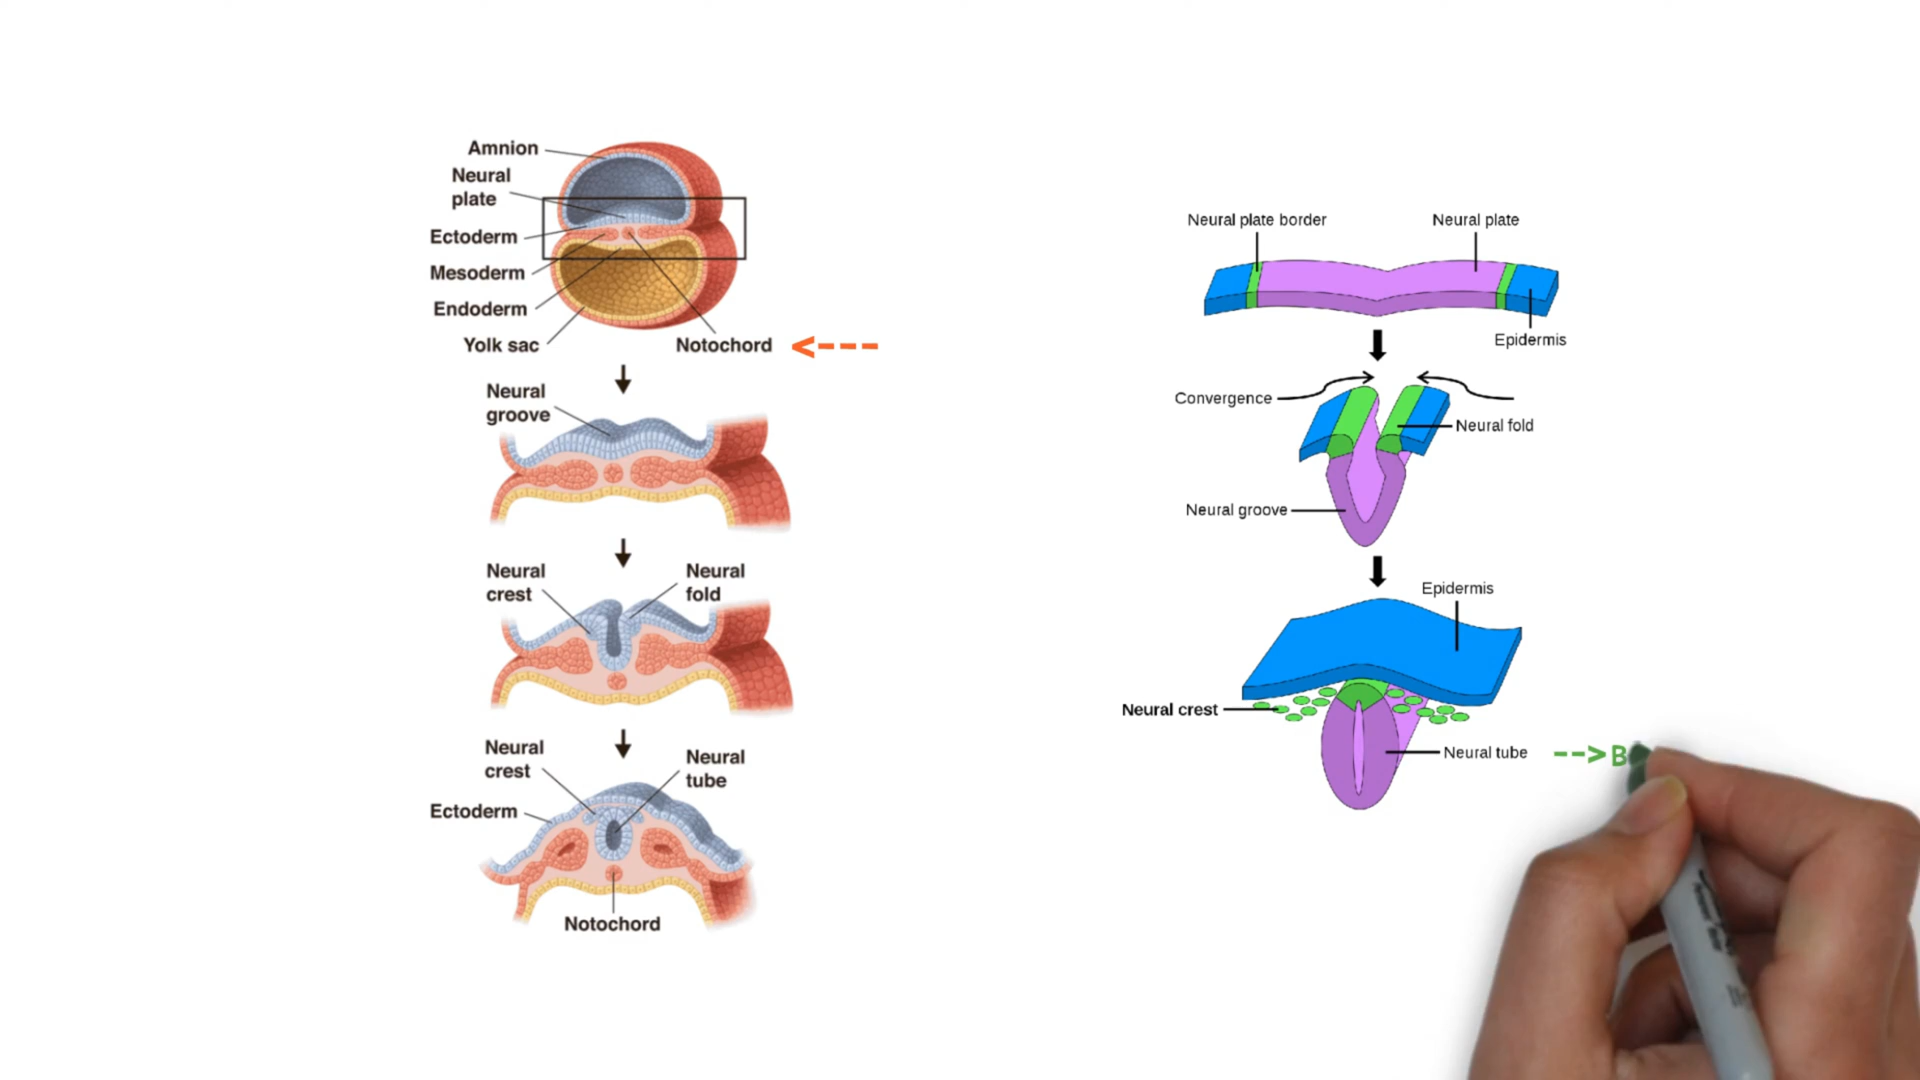 Amnion
Neural
plate
Ectoderm
Mesoderm
Endoderm
Yolk sac
Notochord <----
Neural
groove
Neural
crest
Neural
fold
Neural
crest
Neural
tube
Ectoderm
Notochord
Neural plate border
Neural plate
Epidermis
Convergence
Neural fold
Neural groove
Epidermis
Neural crest
Neural tube -->B